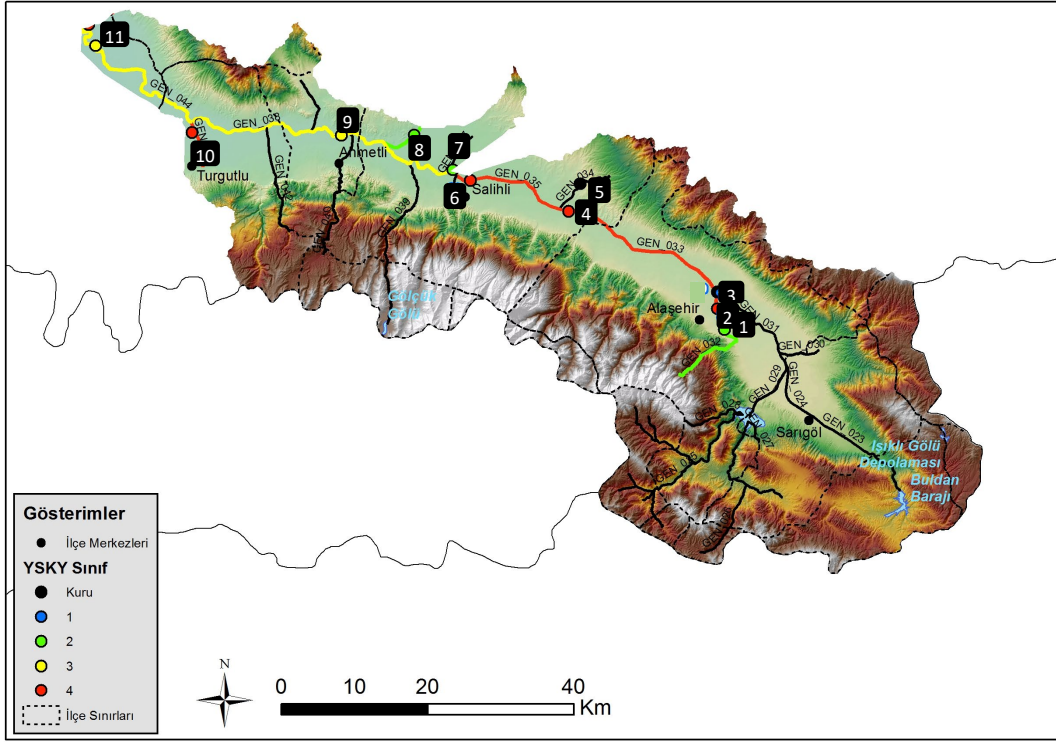 11
GEN_044
GEN_038
9
Ahmetli
8
7
10
Turgutlu
6
Salihli
GEN_035
GEN_034
5
4
GEN_033
GEN_039
Gölçük
Gölü
3
2
1
Alaşehir
GEN_031
GEN_030
GEN_032
GEN_029
GEN_024
GEN_023
Sarıgöl
Işıklı Gölü
Depolaması
Buldan
Barajı
Gösterimler
İlçe Merkezleri
YSKY Sınıf
Kuru
1
2
3
4
İlçe Sınırları
N
0 10 20 40
Km